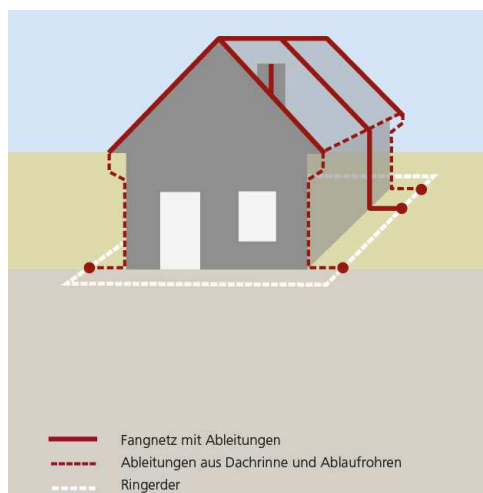 Fangnetz mit Ableitungen
Ableitungen aus Dachrinne und Ablaufrohren
Ringerder